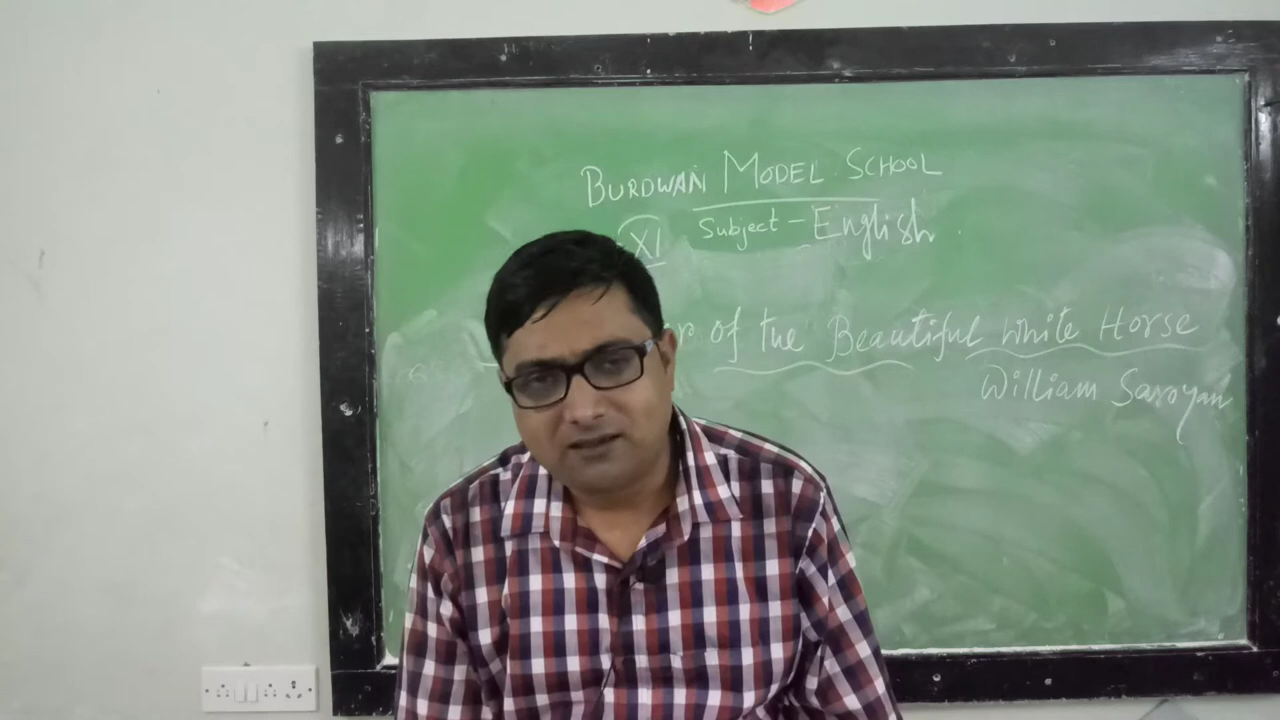 BURDWAN MODEL SCHOOL
XI Subject - English
of the Beautiful White Horse
William Saroyan